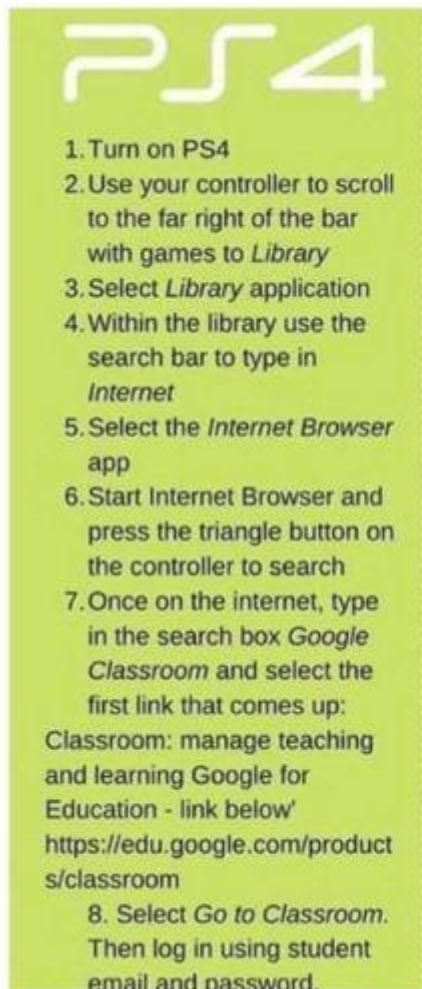 PS4
1. Turn on PS4
2. Use your controller to scroll
to the far right of the bar
with games to Library
3. Select Library application
4. Within the library use the
search bar to type in
Internet
5. Select the Internet Browser
app
6. Start Internet Browser and
press the triangle button on
the controller to search
7. Once on the internet, type
in the search box Google
Classroom and select the
first link that comes up:
Classroom: manage teaching
and learning Google for
Education - link below'
https://edu.google.com/product
s/classroom
8. Select Go to Classroom.
Then log in using student
email and password.